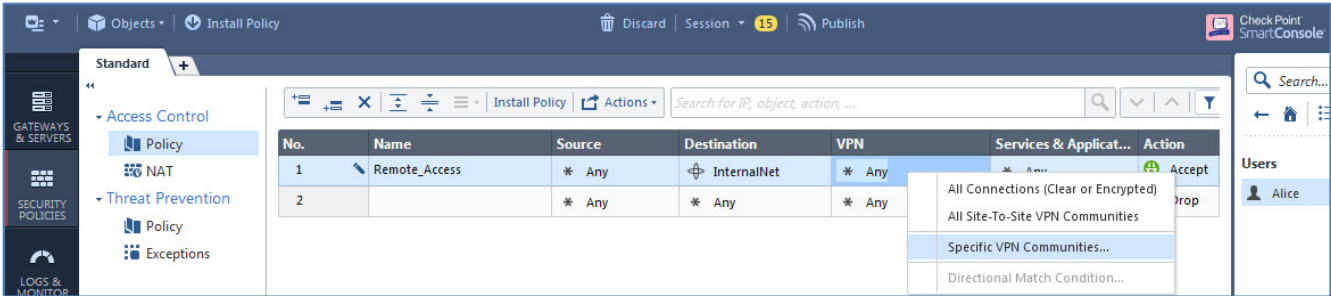 Objects Install Policy Discard Session 15 Publish Check Point
SmartConsole
Standard +
Search...
Install Policy Actions Search for IP, object, action, ...
GATEWAYS
& SERVERS
Access Control
Policy
NAT
No. Name Source Destination VPN Services & Applicat... Action
Users
1 Remote_Access * Any InternalNet * Any * Any Accept
SECURITY
POLICIES
Threat Prevention
Policy
Exceptions
2 * Any * Any * Any Drop
Alice
All Connections (Clear or Encrypted)
All Site-To-Site VPN Communities
Specific VPN Communities...
Directional Match Condition...
LOGS &
MONITOR